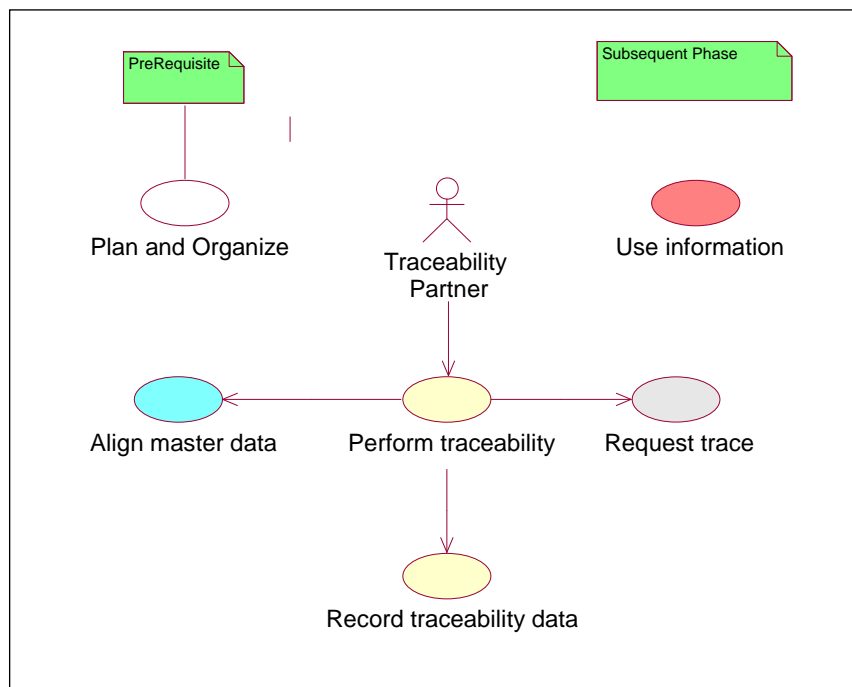 PreRequisite
Subsequent Phase
Plan and Organize
Traceability
Partner
Use information
Align master data
Perform traceability
Request trace
Record traceability data